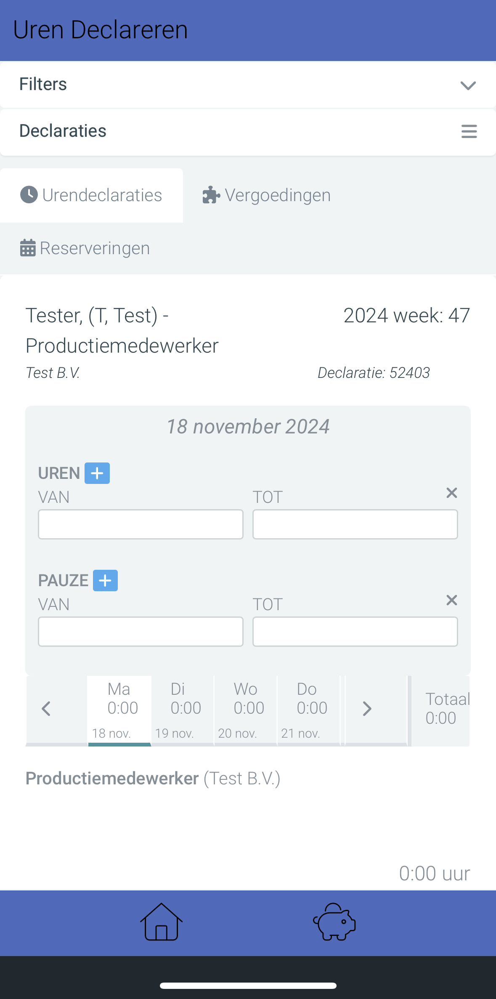 Uren Declareren
Filters
Declaraties
Urendeclaraties
Vergoedingen
Reserveringen
Tester, (T, Test) -
Productiemedewerker
2024 week: 47
Test B.V.
Declaratie: 52403
18 november 2024
UREN
VAN
TOT
PAUZE
VAN
TOT
Ma
0:00
18 nov.
Di
0:00
19 nov.
Wo
0:00
20 nov.
Do
0:00
21 nov.
Totaal
0:00
Productiemedewerker (Test B.V.)
0:00 uur